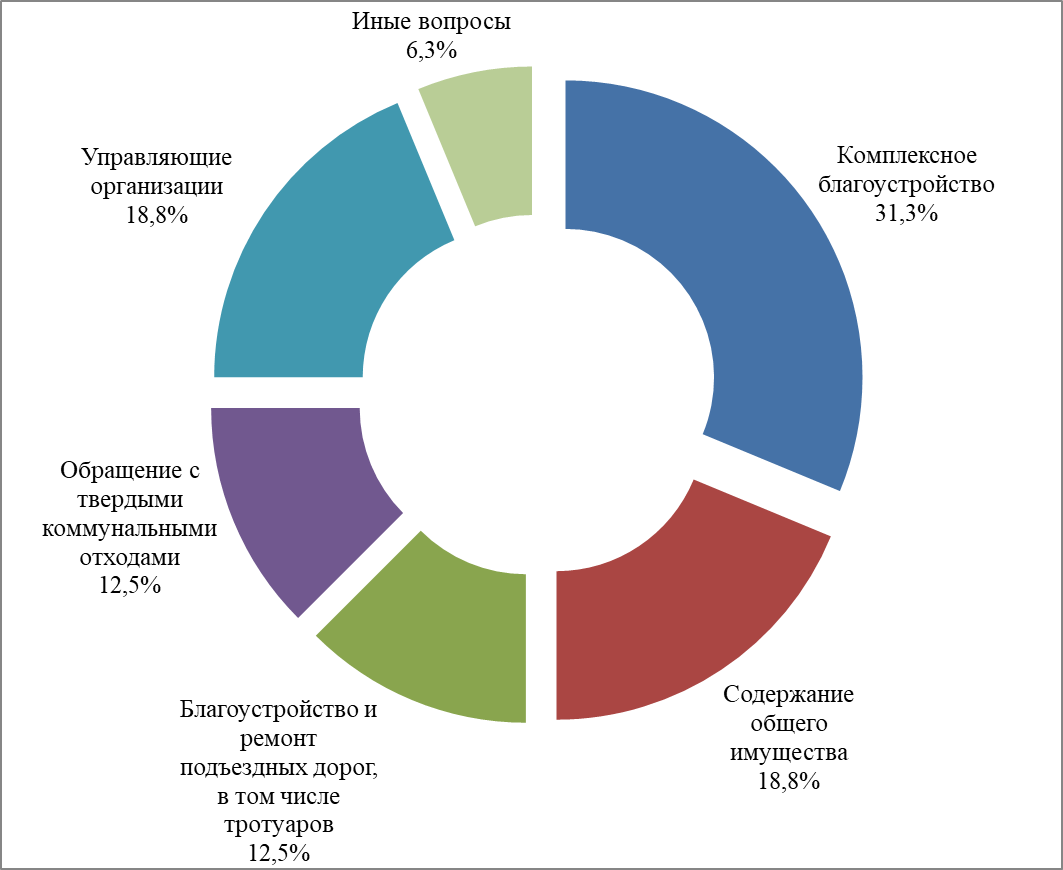 Иные вопросы
6,3%
Комплексное
благоустройство
31,3%
Управляющие
организации
18,8%
Обращение с
твердыми
коммунальными
отходами
12,5%
Содержание
общего
имущества
18,8%
Благоустройство и
ремонт
подъездных дорог,
в том числе
тротуаров
12,5%